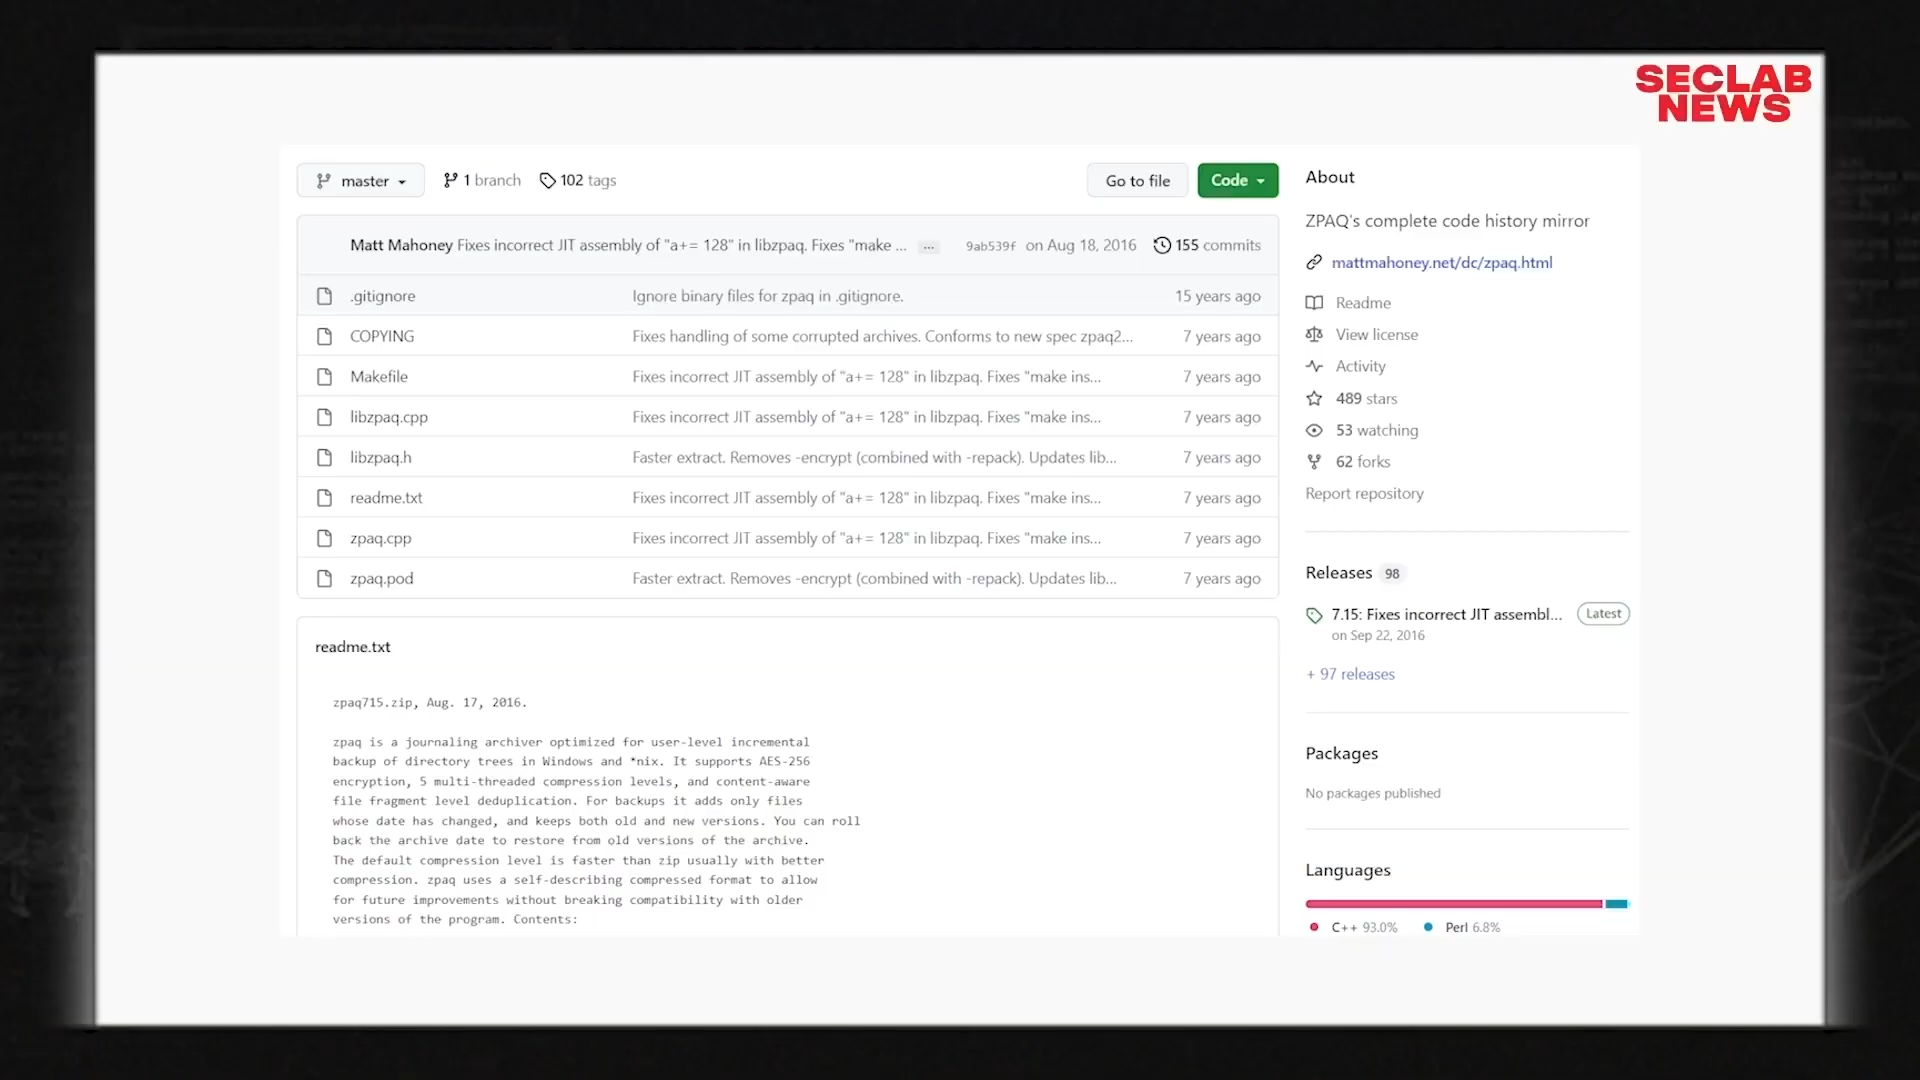 SECLAB
NEWS
master
1 branch
102 tags
Go to file
Code
Matt Mahoney Fixes incorrect JIT assembly of "a+= 128" in libzpaq. Fixes "make ... ... 9ab539f on Aug 18, 2016 155 commits
.gitignore Ignore binary files for zpaq in .gitignore. 15 years ago
COPYING Fixes handling of some corrupted archives. Conforms to new spec zpaq2... 7 years ago
Makefile Fixes incorrect JIT assembly of "a+= 128" in libzpaq. Fixes "make ins... 7 years ago
libzpaq.cpp Fixes incorrect JIT assembly of "a+= 128" in libzpaq. Fixes "make ins... 7 years ago
libzpaq.h Faster extract. Removes -encrypt (combined with -repack). Updates lib... 7 years ago
readme.txt Fixes incorrect JIT assembly of "a+= 128" in libzpaq. Fixes "make ins... 7 years ago
zpaq.cpp Fixes incorrect JIT assembly of "a+= 128" in libzpaq. Fixes "make ins... 7 years ago
zpaq.pod Faster extract. Removes -encrypt (combined with -repack). Updates lib... 7 years ago
readme.txt
zpaq715.zip, Aug. 17, 2016.
zpaq is a journaling archiver optimized for user-level incremental
backup of directory trees in Windows and *nix. It supports AES-256
encryption, 5 multi-threaded compression levels, and content-aware
file fragment level deduplication. For backups it adds only files
whose date has changed, and keeps both old and new versions. You can roll
back the archive date to restore from old versions of the archive.
The default compression level is faster than zip usually with better
compression. zpaq uses a self-describing compressed format to allow
for future improvements without breaking compatibility with older
versions of the program. Contents:
About
ZPAQ's complete code history mirror
mattmahoney.net/dc/zpaq.html
Readme
View license
Activity
489 stars
53 watching
62 forks
Report repository
Releases 98
7.15: Fixes incorrect JIT assembl... Latest
on Sep 22, 2016
+ 97 releases
Packages
No packages published
Languages
C++ 93.0% Perl 6.8%